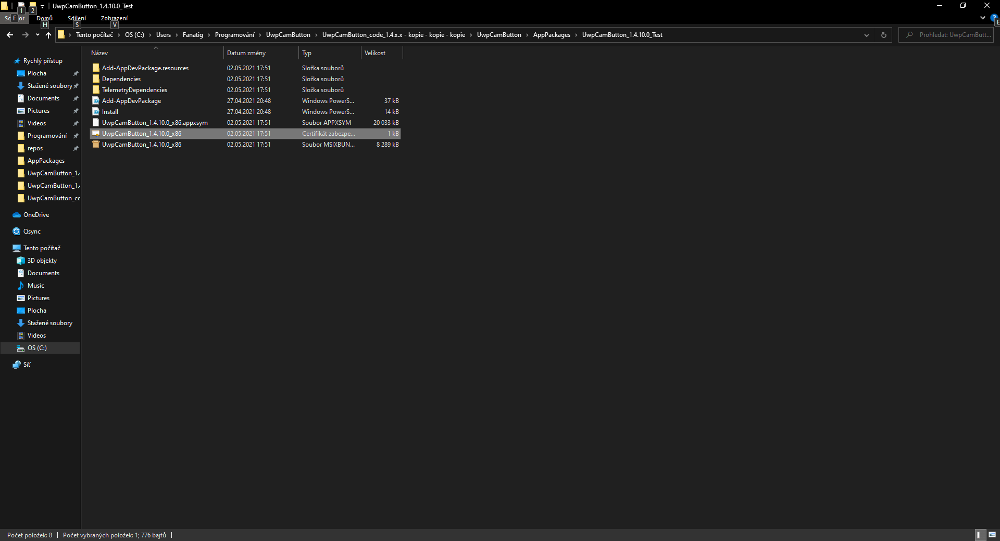 UwpCamButton_1.4.10.0_Test
1
2
Domů
Sdílení
Zobrazení
F
H
S
V
?
E
Tento počítač
OS (C:)
Users
Fanatig
Programování
UwpCamButton
UwpCamButton_code_1.4.x.x - kopie - kopie - kopie
UwpCamButton
AppPackages
UwpCamButton_1.4.10.0_Test
Prohledat: UwpCamButt...
Název
Datum změny
Typ
Velikost
Add-AppDevPackage.resources 02.05.2021 17:51 Složka souborů
Dependencies 02.05.2021 17:51 Složka souborů
TelemetryDependencies 02.05.2021 17:51 Složka souborů
Add-AppDevPackage 27.04.2021 20:48 Windows PowerS... 37 kB
Install 27.04.2021 20:48 Windows PowerS... 14 kB
UwpCamButton_1.4.10.0_x86.appxsym 02.05.2021 17:51 Soubor APPXSYM 20 033 kB
UwpCamButton_1.4.10.0_x86 02.05.2021 17:51 Certifikát zabezpe... 1 kB
UwpCamButton_1.4.10.0_x86 02.05.2021 17:51 Soubor MSIXBUN... 8 289 kB
Rychlý přístup
Plocha
Stažené soubory
Documents
Pictures
Videos
Programování
repos
AppPackages
UwpCamButton_1.4
UwpCamButton_1.4
UwpCamButton_co
OneDrive
Qsync
Tento počítač
3D objekty
Documents
Music
Pictures
Plocha
Stažené soubory
Videos
OS (C:)
Síť
Počet položek: 8
Počet vybraných položek: 1; 776 bajtů